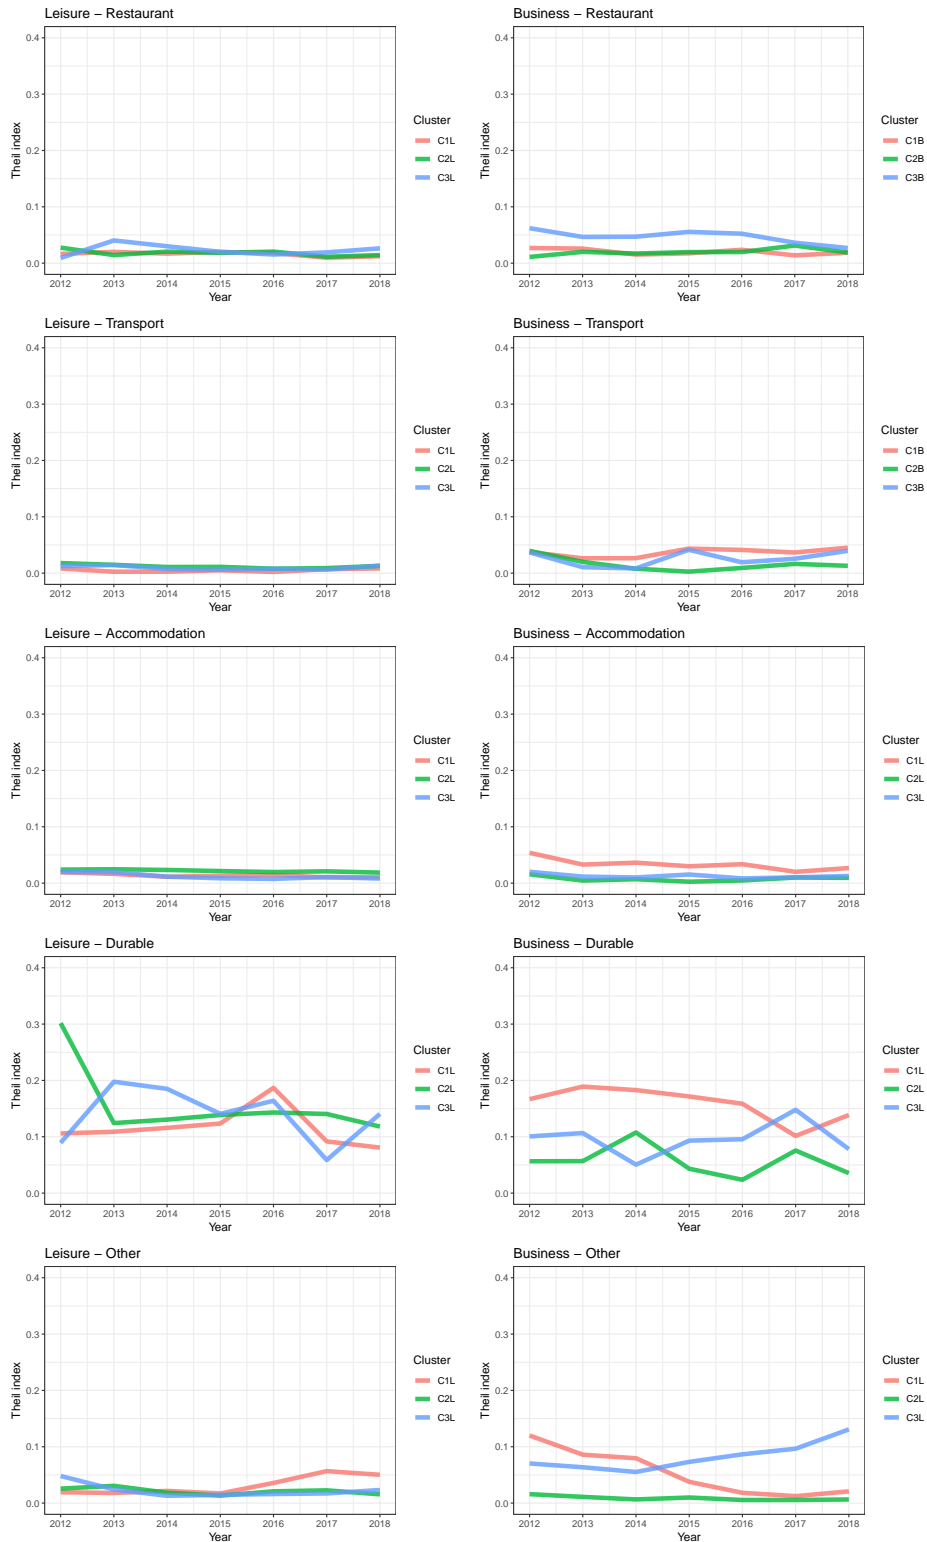 Leisure − Restaurant
0.4
0.3
0.2
0.1
0.0
Theil index
2012 2013 2014 2015 2016 2017 2018
Year
Cluster
C1L
C2L
C3L
Business − Restaurant
0.4
0.3
0.2
0.1
0.0
Theil index
2012 2013 2014 2015 2016 2017 2018
Year
Cluster
C1B
C2B
C3B
Leisure − Transport
0.4
0.3
0.2
0.1
0.0
Theil index
2012 2013 2014 2015 2016 2017 2018
Year
Cluster
C1L
C2L
C3L
Business − Transport
0.4
0.3
0.2
0.1
0.0
Theil index
2012 2013 2014 2015 2016 2017 2018
Year
Cluster
C1B
C2B
C3B
Leisure − Accommodation
0.4
0.3
0.2
0.1
0.0
Theil index
2012 2013 2014 2015 2016 2017 2018
Year
Cluster
C1L
C2L
C3L
Business − Accommodation
0.4
0.3
0.2
0.1
0.0
Theil index
2012 2013 2014 2015 2016 2017 2018
Year
Cluster
C1L
C2L
C3L
Leisure − Durable
0.4
0.3
0.2
0.1
0.0
Theil index
2012 2013 2014 2015 2016 2017 2018
Year
Cluster
C1L
C2L
C3L
Business − Durable
0.4
0.3
0.2
0.1
0.0
Theil index
2012 2013 2014 2015 2016 2017 2018
Year
Cluster
C1L
C2L
C3L
Leisure − Other
0.4
0.3
0.2
0.1
0.0
Theil index
2012 2013 2014 2015 2016 2017 2018
Year
Cluster
C1L
C2L
C3L
Business − Other
0.4
0.3
0.2
0.1
0.0
Theil index
2012 2013 2014 2015 2016 2017 2018
Year
Cluster
C1L
C2L
C3L